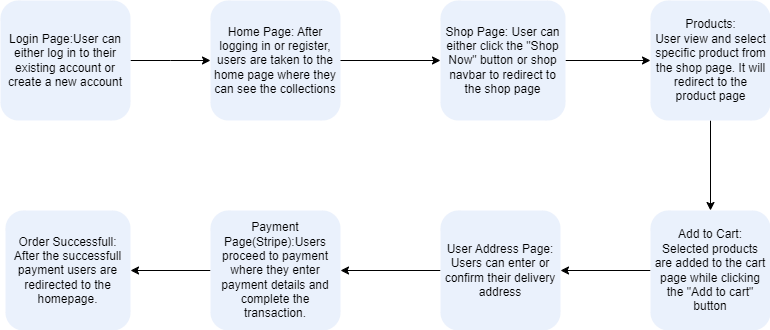 Login Page:User can
either log in to their
existing account or
create a new account
Home Page: After
logging in or register,
users are taken to the
home page where they
can see the collections
Shop Page: User can
either click the "Shop
Now" button or shop
navbar to redirect to
the shop page
Products:
User view and select
specific product from
the shop page. It will
redirect to the
product page
Add to Cart:
Selected products
are added to the cart
page while clicking
the "Add to cart"
button
User Address Page:
Users can enter or
confirm their delivery
address
Payment
Page(Stripe):Users
proceed to payment
where they enter
payment details and
complete the
transaction.
Order Successfull:
After the successfull
payment users are
redirected to the
homepage.